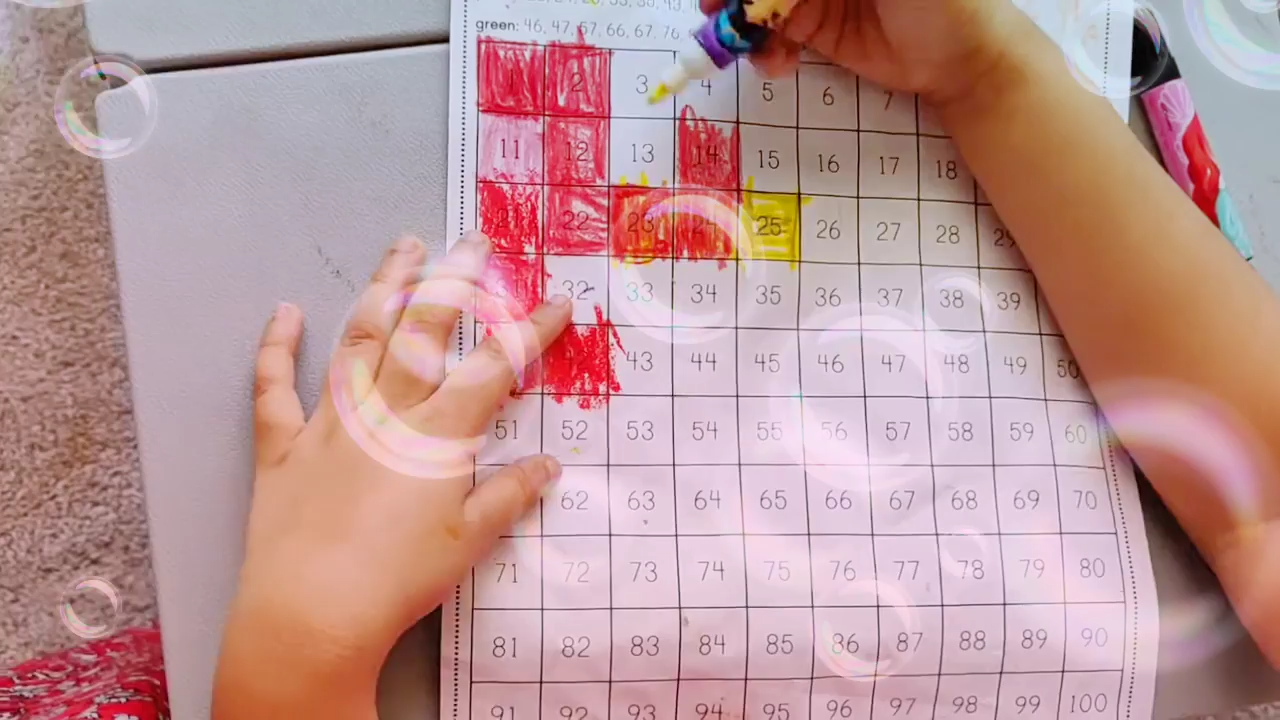 33, 35, 43, 4
green: 46, 47, 57, 66, 67, 76,
1 2 3 4 5 6 7
11 12 13 14 15 16 17 18
21 22 23 24 25 26 27 28 29
32 33 34 35 36 37 38 39
43 44 45 46 47 48 49 50
51 52 53 54 55 56 57 58 59 60
62 63 64 65 66 67 68 69 70
71 72 73 74 75 76 77 78 79 80
81 82 83 84 85 86 87 88 89 90
91 92 93 94 95 96 97 98 99 100